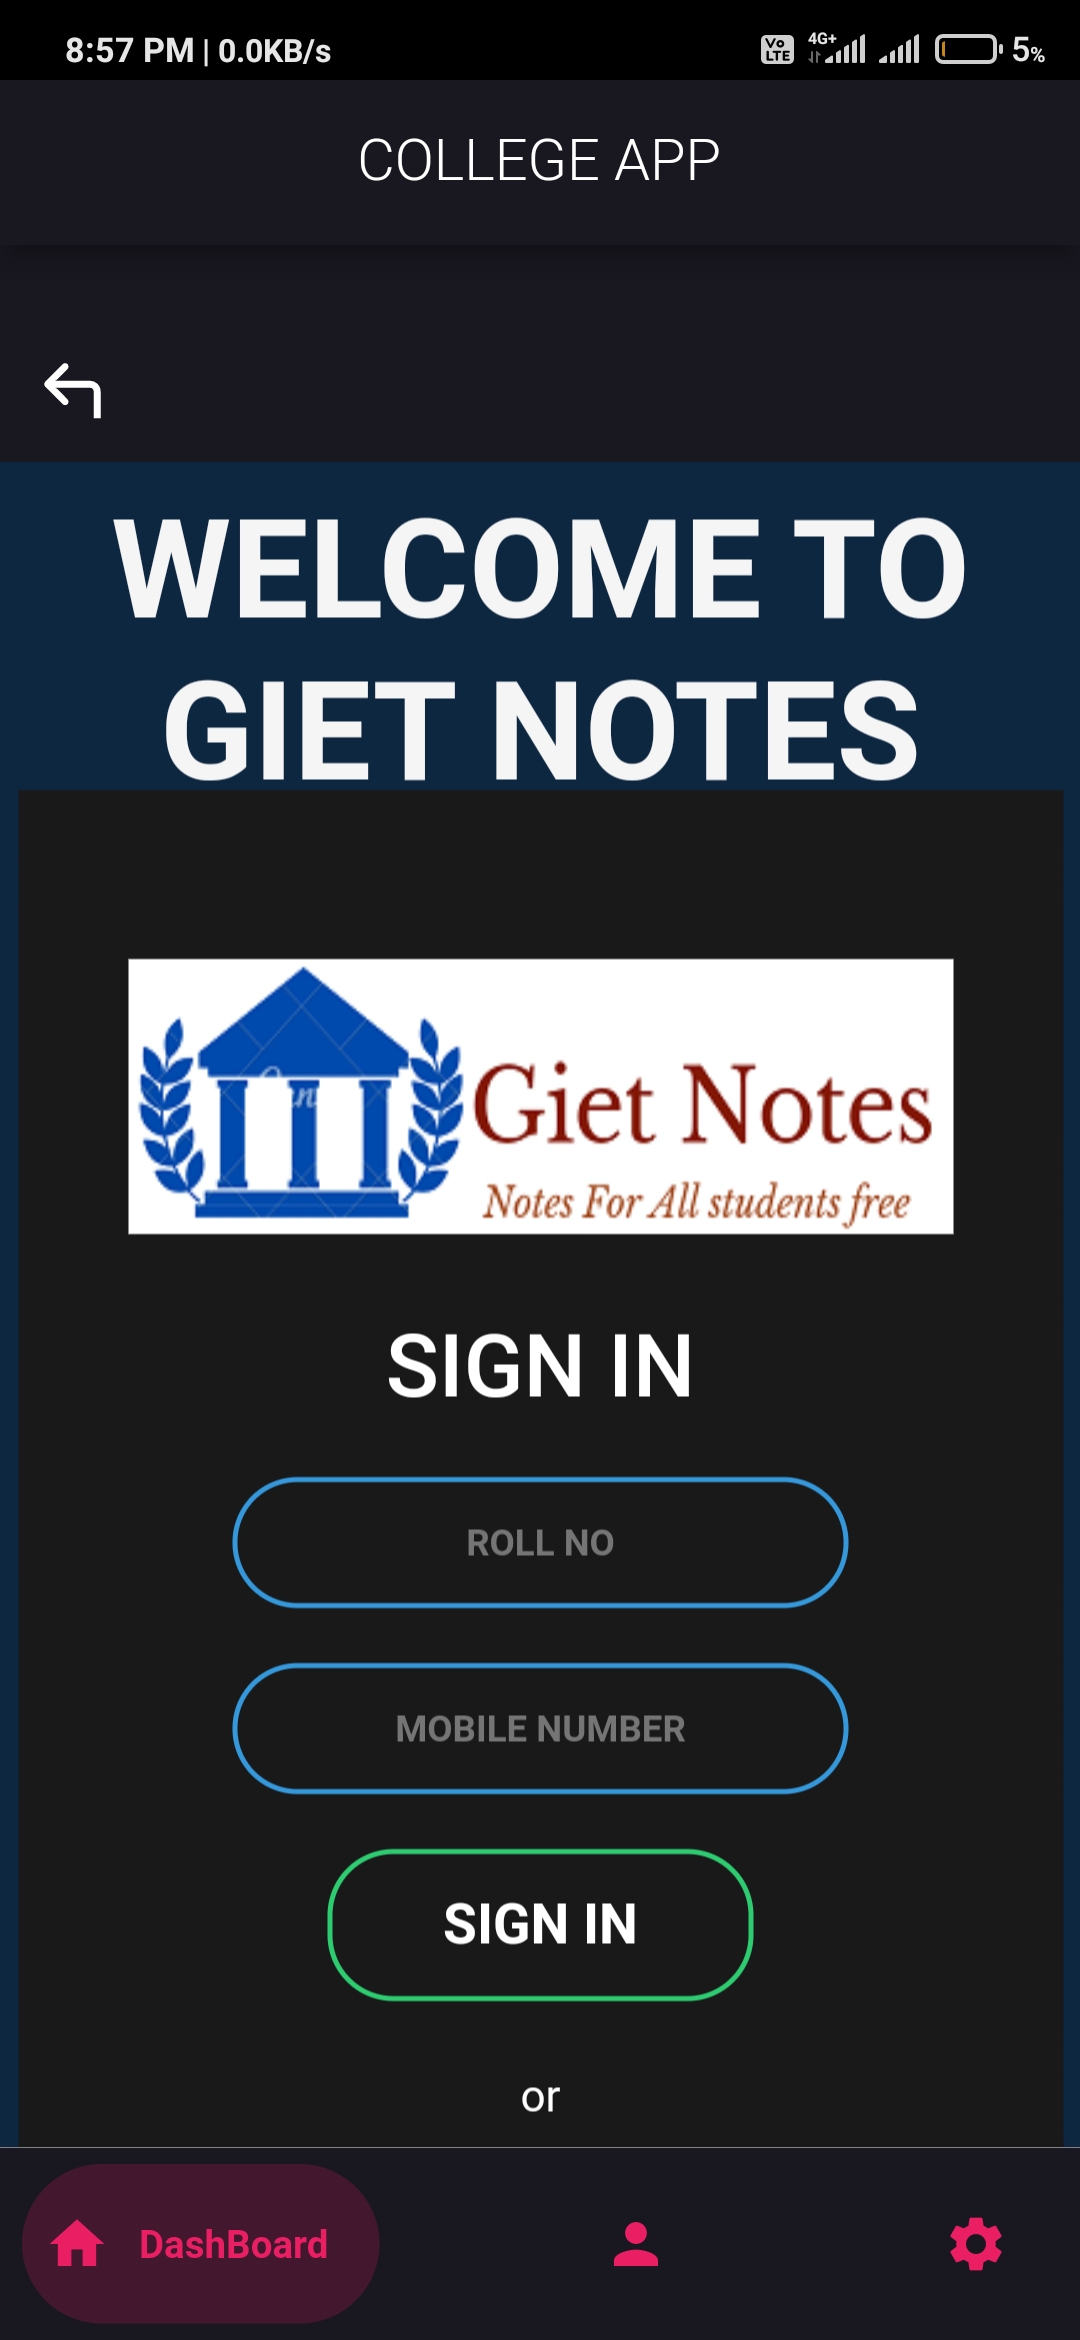 8:57 PM | 0.0KB/s
Vo LTE 4G+ 5%
COLLEGE APP
WELCOME TO
GIET NOTES
Giet Notes
Notes For All students free
SIGN IN
ROLL NO
MOBILE NUMBER
SIGN IN
or
DashBoard